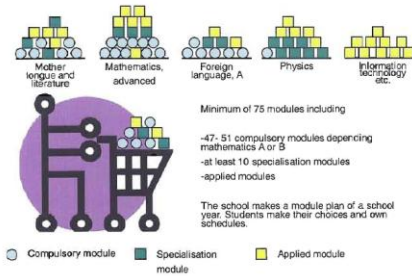 Mother
tongue and
literature
Mathematics,
advanced
Foreign
language, A
Physics
Information
technology
etc.
Minimum of 75 modules including
-47- 51 compulsory modules depending
mathematics A or B
-at least 10 specialisation modules
-applied modules
The school makes a module plan of a school
year. Students make their choices and own
schedules.
Compulsory module
Specialisation
module
Applied module